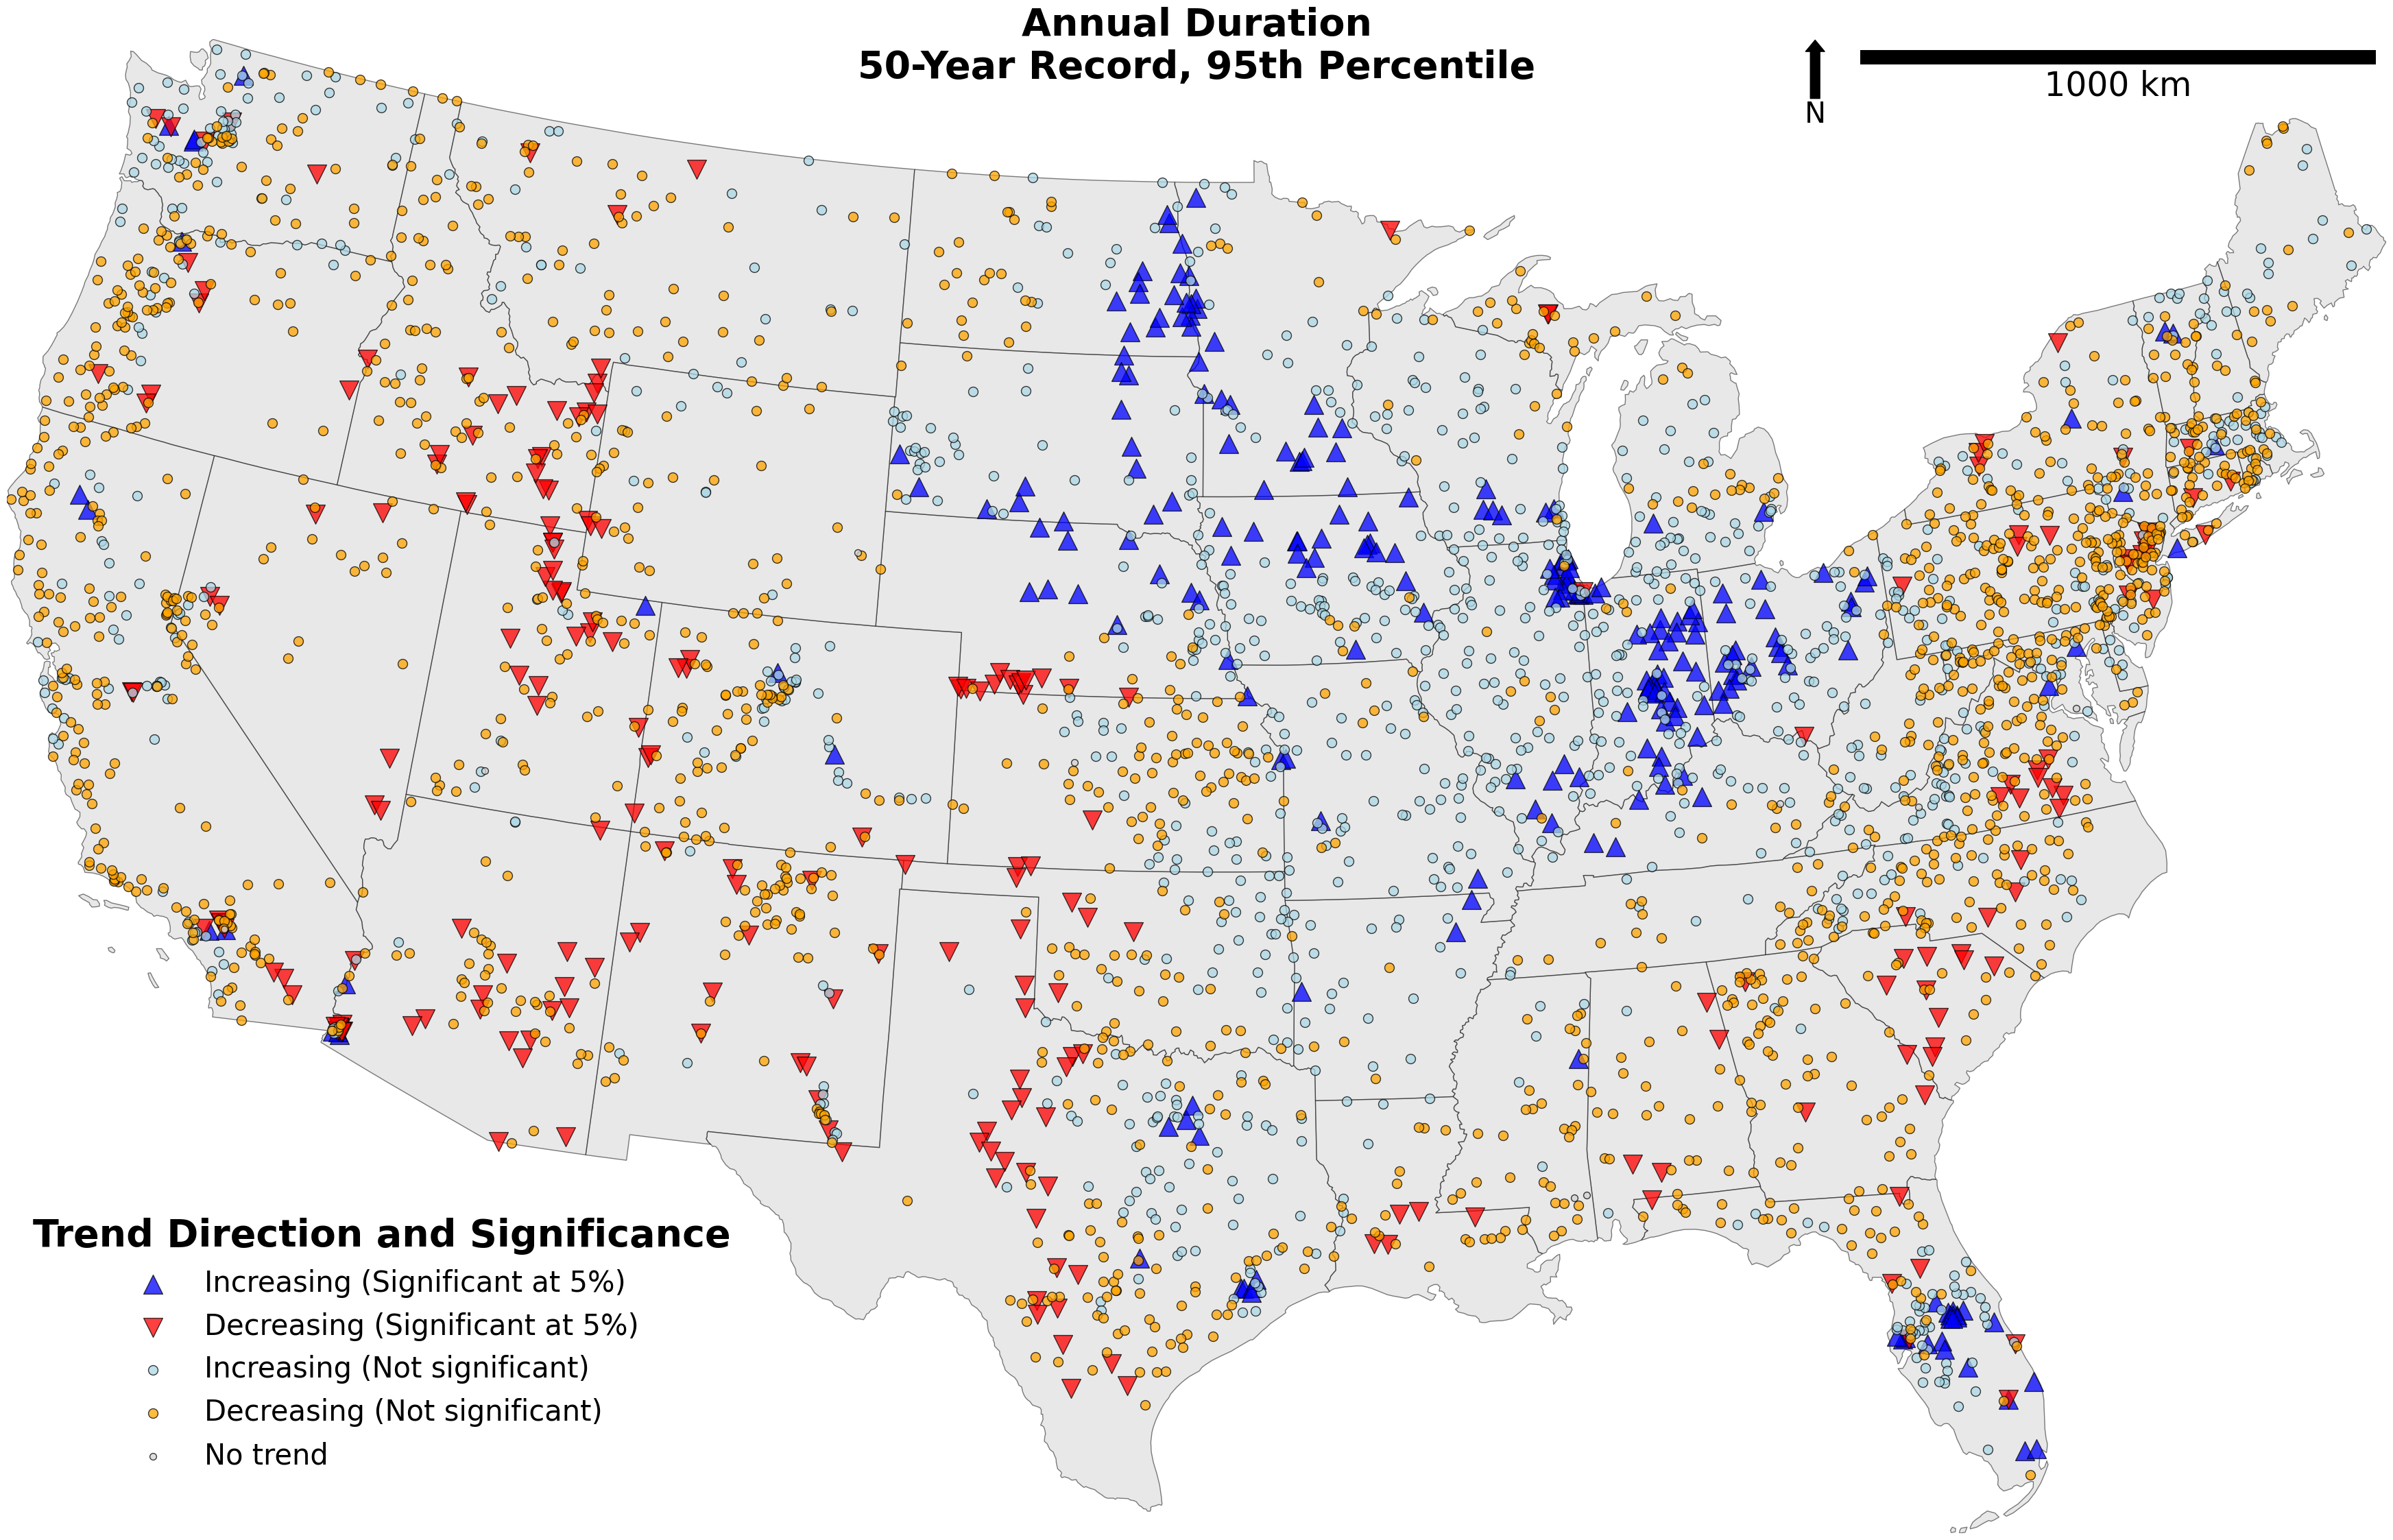 Annual Duration
50-Year Record, 95th Percentile
1000 km
N
Trend Direction and Significance
Increasing (Significant at 5%)
Decreasing (Significant at 5%)
Increasing (Not significant)
Decreasing (Not significant)
No trend